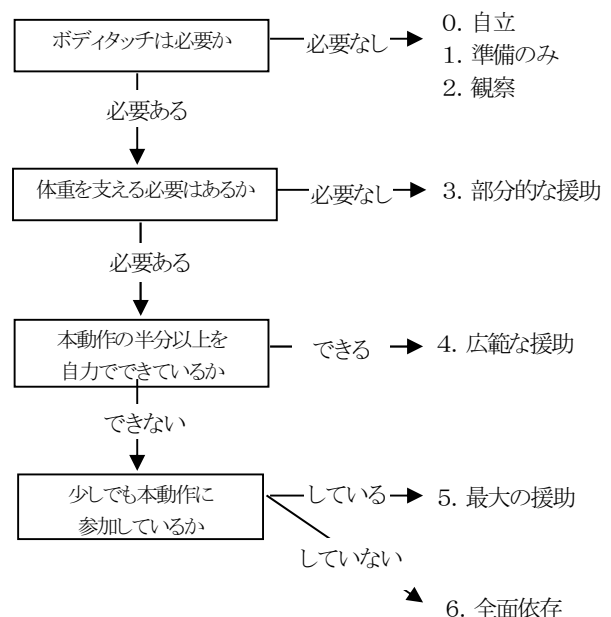 ボディタッチは必要か
必要なし
0. 自立
1. 準備のみ
2. 観察
必要ある
体重を支える必要はあるか
必要なし
3. 部分的な援助
必要ある
本動作の半分以上を
自力でできているか
できる
4. 広範な援助
できない
少しでも本動作に
参加しているか
している
5. 最大の援助
していない
6. 全面依存